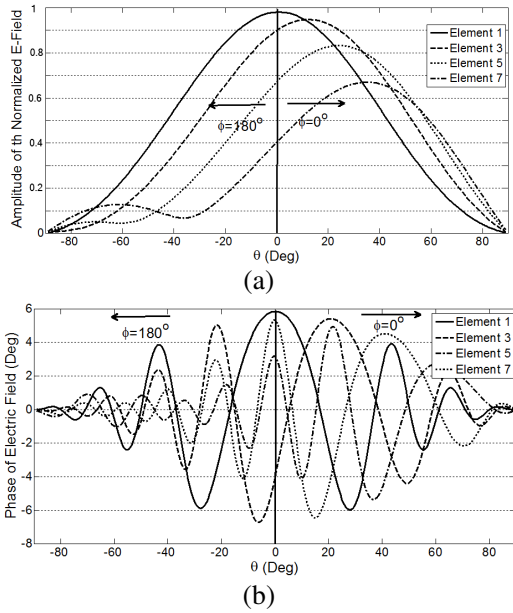 Amplitude of th Normalized E-Field
1
0.8
0.6
0.4
0.2
0
-80 -60 -40 -20 0 20 40 60 80
θ (Deg)
ϕ=180° ϕ=0°
Element 1
Element 3
Element 5
Element 7
(a)
Phase of Electric Field (Deg)
6
4
2
0
-2
-4
-6
-8
-80 -60 -40 -20 0 20 40 60 80
θ (Deg)
ϕ=180° ϕ=0°
Element 1
Element 3
Element 5
Element 7
(b)